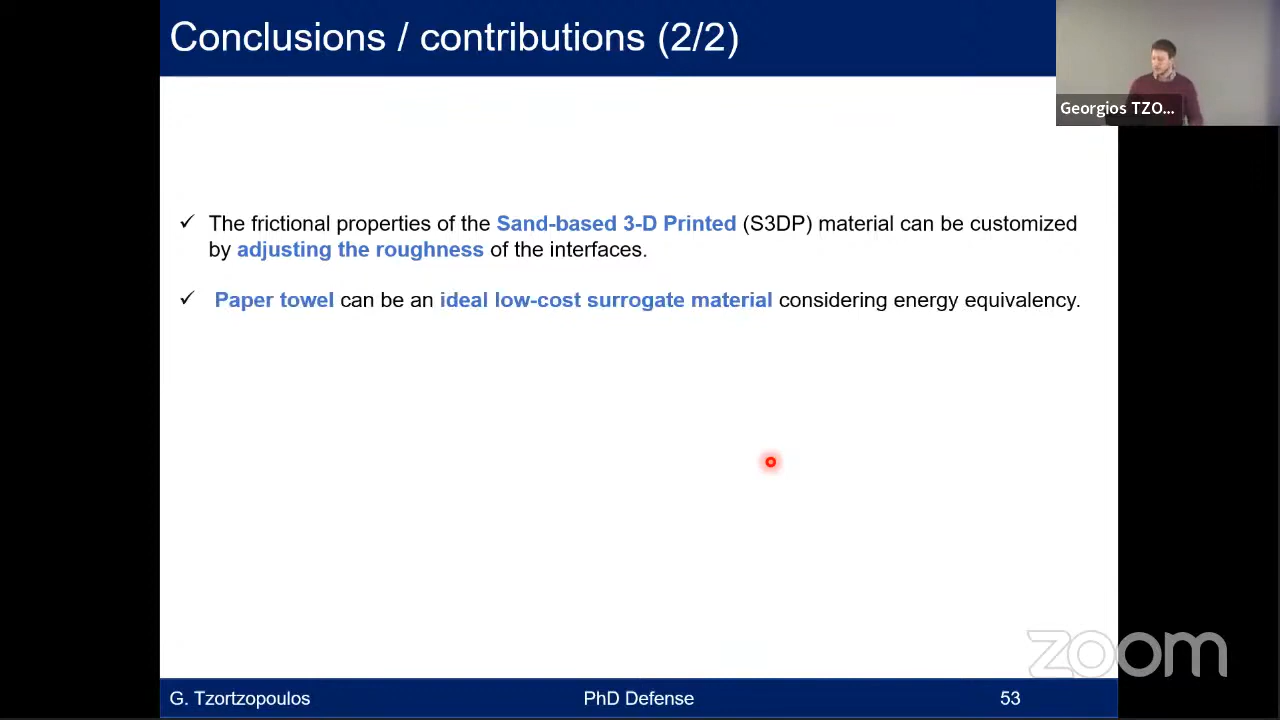 Conclusions / contributions (2/2)
Georgios TZO...
✓ The frictional properties of the Sand-based 3-D Printed (S3DP) material can be customized
by adjusting the roughness of the interfaces.
✓ Paper towel can be an ideal low-cost surrogate material considering energy equivalency.
zoom
G. Tzortzopoulos PhD Defense 53